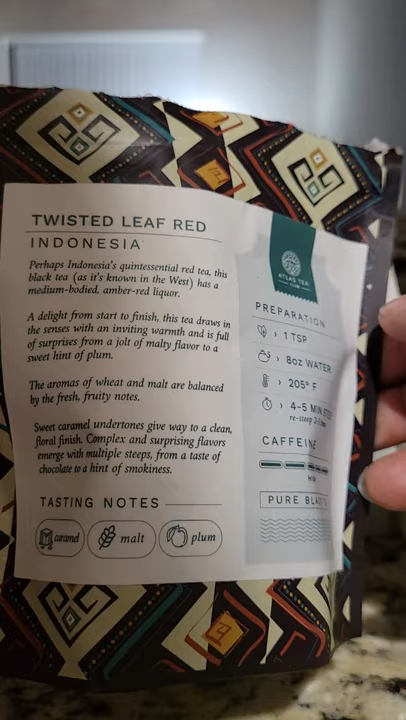 TWISTED LEAF RED
INDONESIA
Perhaps Indonesia's quintessential red tea, this
black tea (as it's known in the West) has a
medium-bodied, amber-red liquor.
A delight from start to finish, this tea draws in
the senses with an inviting warmth and is full
of surprises from a jolt of malty flavor to a
sweet hint of plum.
The aromas of wheat and malt are balanced
by the fresh, fruity notes.
Sweet caramel undertones give way to a clean,
floral finish. Complex and surprising flavors
emerge with multiple steeps, from a taste of
chocolate to a hint of smokiness.
TASTING NOTES
caramel
malt
plum
ATLAS TEA
CLUB
PREPARATION
> 1 TSP
> 8oz WATER
> 205° F
> 4-5 MIN
re-steep
CAFFEINE
PURE